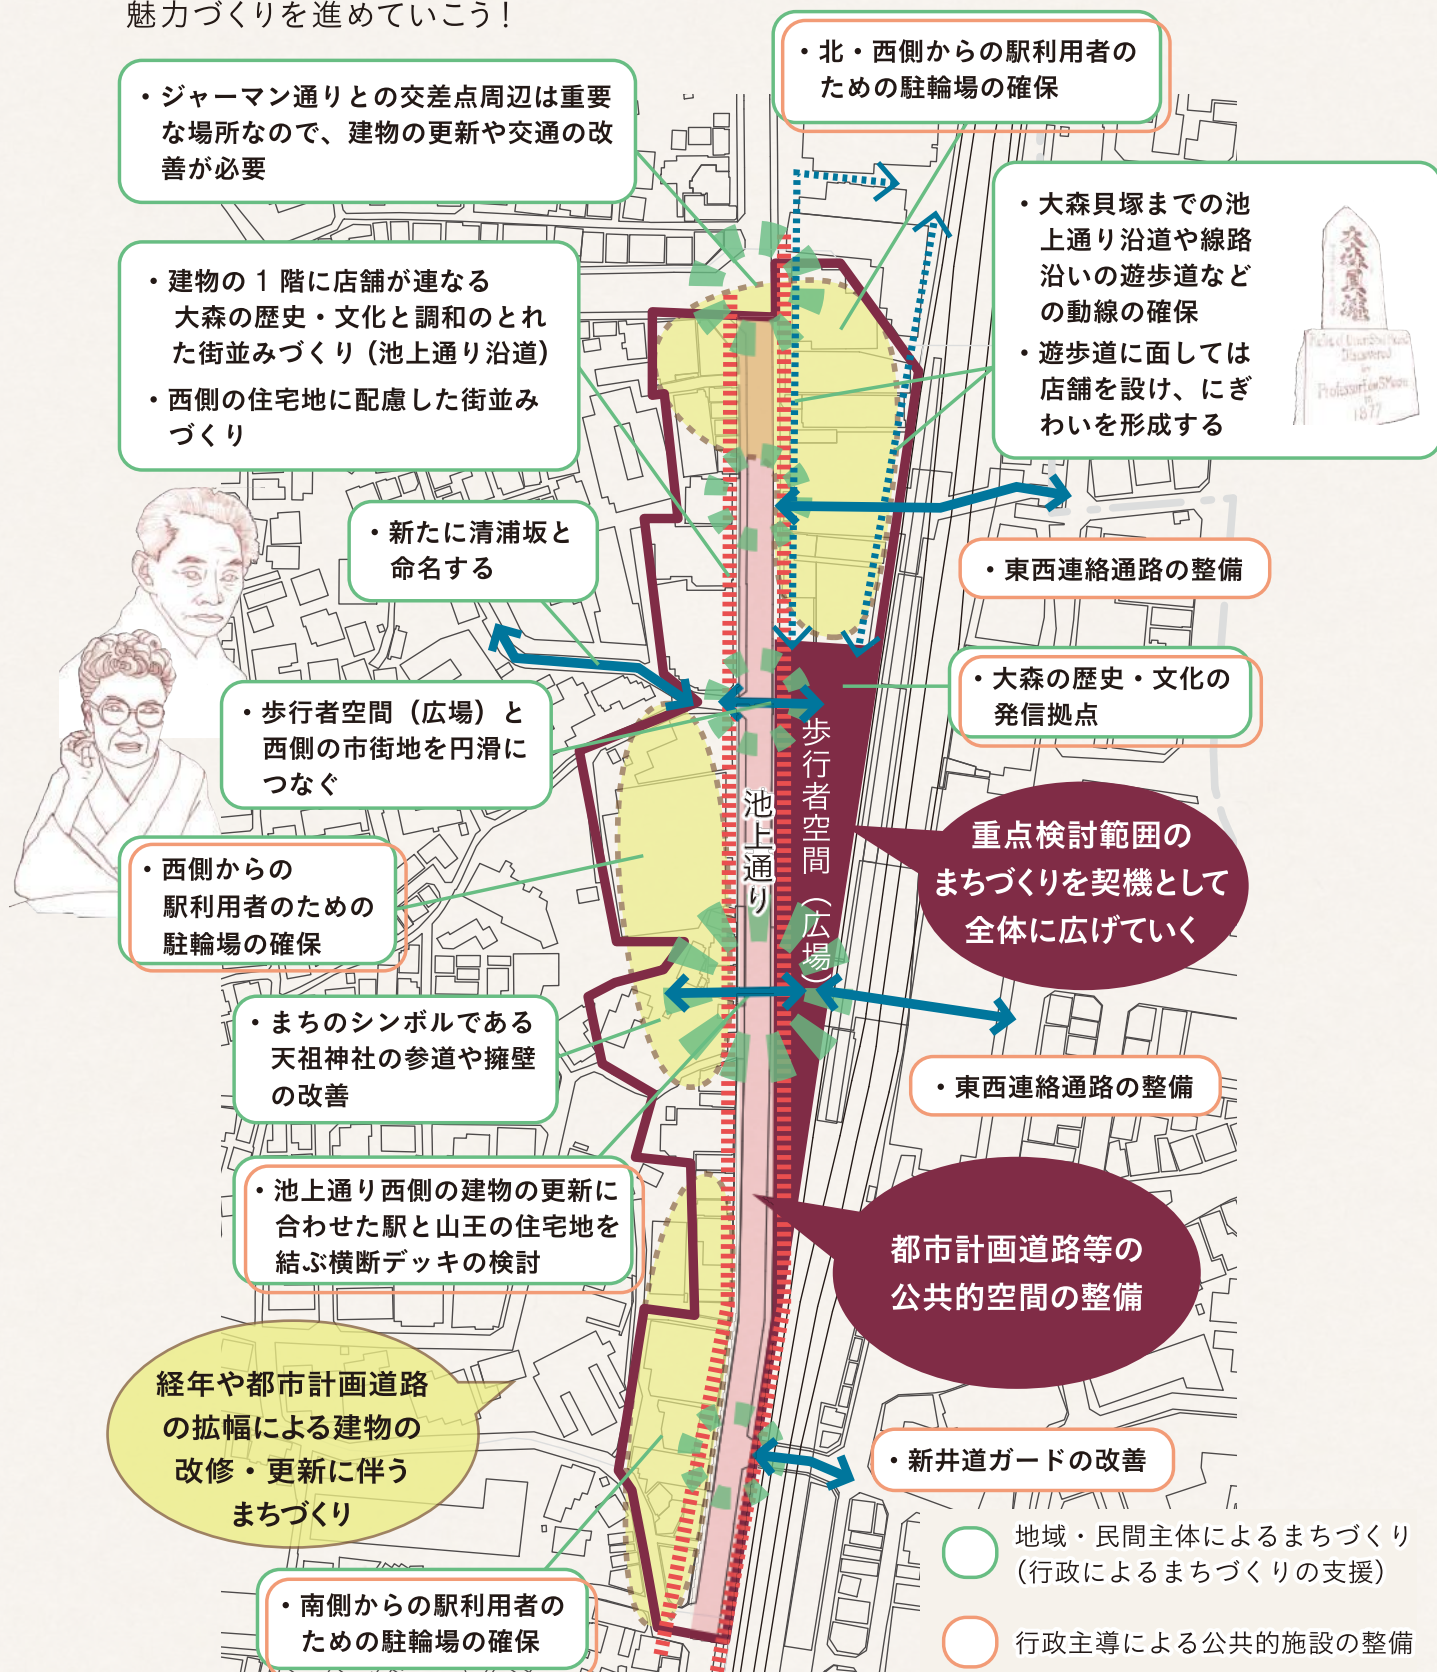 魅力づくりを進めていこう！
・北・西側からの駅利用者の
ための駐輪場の確保
・ジャーマン通りとの交差点周辺は重要
な場所なので、建物の更新や交通の改
善が必要
・大森貝塚までの池
上通り沿道や線路
沿いの遊歩道など
の動線の確保
・遊歩道に面しては
店舗を設け、にぎ
わいを形成する
・建物の 1 階に店舗が連なる
大森の歴史・文化と調和のとれ
た街並みづくり（池上通り沿道）
・西側の住宅地に配慮した街並み
づくり
・新たに清浦坂と
命名する
・東西連絡通路の整備
・大森の歴史・文化の
発信拠点
・歩行者空間（広場）と
西側の市街地を円滑に
つなぐ
歩行者空間（広場）
池上通り
重点検討範囲の
まちづくりを契機として
全体に広げていく
・西側からの
駅利用者のための
駐輪場の確保
・まちのシンボルである
天祖神社の参道や擁壁
の改善
・東西連絡通路の整備
・池上通り西側の建物の更新に
合わせた駅と山王の住宅地を
結ぶ横断デッキの検討
都市計画道路等の
公共的空間の整備
経年や都市計画道路
の拡幅による建物の
改修・更新に伴う
まちづくり
・新井道ガードの改善
・南側からの駅利用者の
ための駐輪場の確保
地域・民間主体によるまちづくり
（行政によるまちづくりの支援）
行政主導による公共的施設の整備
1877